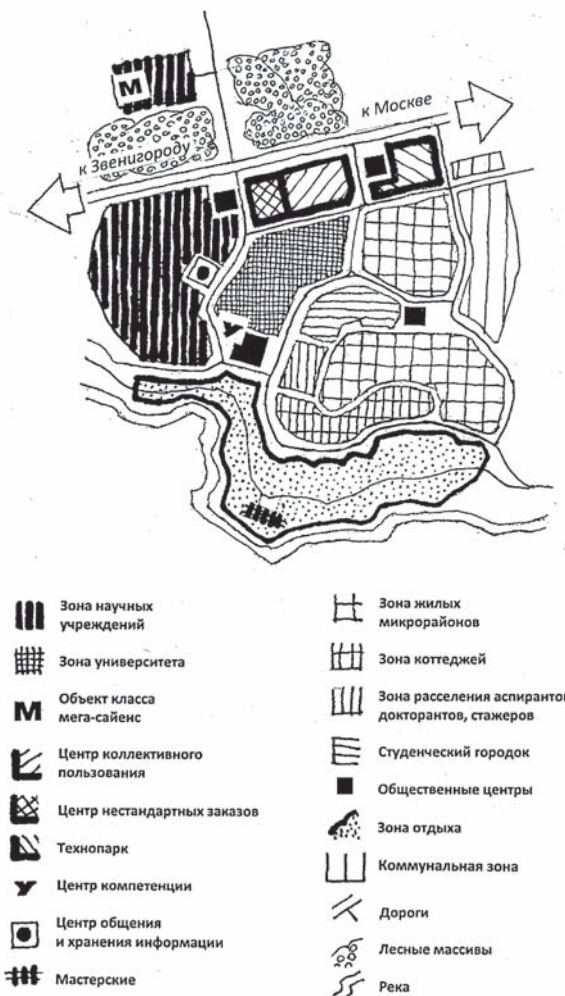 М
к Москве
к Звенигороду
Зона научных
учреждений
Зона университета
М
Объект класса
мега-сайенс
Центр коллективного
пользования
Центр нестандартных заказов
Технопарк
Центр компетенции
Центр общения
и хранения информации
Мастерские
Зона жилых
микрорайонов
Зона коттеджей
Зона расселения аспирантов
докторантов, стажеров
Студенческий городок
Общественные центры
Зона отдыха
Коммунальная зона
Дороги
Лесные массивы
Река